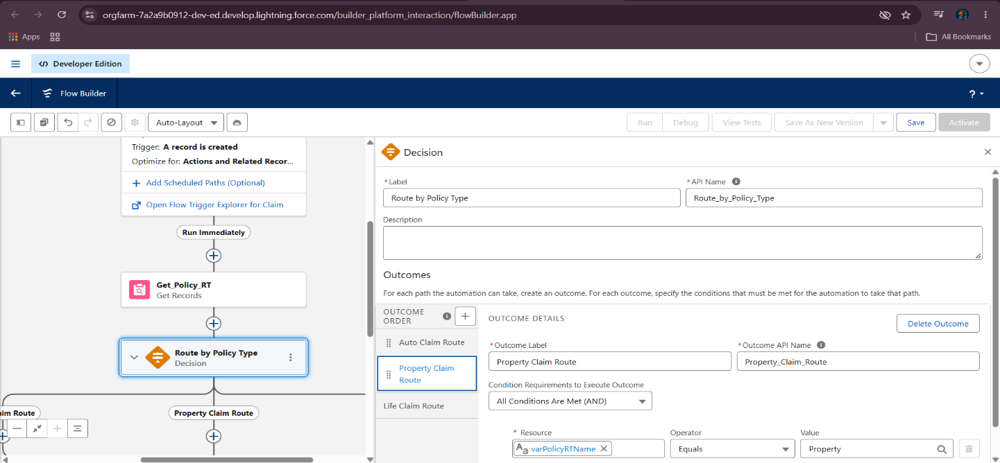 orgfarm-7a2a9b0912-dev-ed.develop.lightning.force.com/builder_platform_interaction/flowBuilder.app
Apps
All Bookmarks
Developer Edition
Flow Builder
?
Auto-Layout
Run
Debug
View Tests
Save As New Version
Save
Activate
Trigger: A record is created
Optimize for: Actions and Related Recor...
Add Scheduled Paths (Optional)
Open Flow Trigger Explorer for Claim
Run Immediately
Get_Policy_RT
Get Records
Route by Policy Type
Decision
aim Route
Property Claim Route
Decision
* Label
Route by Policy Type
* API Name
Route_by_Policy_Type
Description
Outcomes
For each path the automation can take, create an outcome. For each outcome, specify the conditions that must be met for the automation to take that path.
OUTCOME
ORDER
Auto Claim Route
Property Claim
Route
Life Claim Route
OUTCOME DETAILS
Delete Outcome
* Outcome Label
Property Claim Route
* Outcome API Name
Property_Claim_Route
Condition Requirements to Execute Outcome
All Conditions Are Met (AND)
* Resource
Aa varPolicyRTName
Operator
Equals
Value
Property